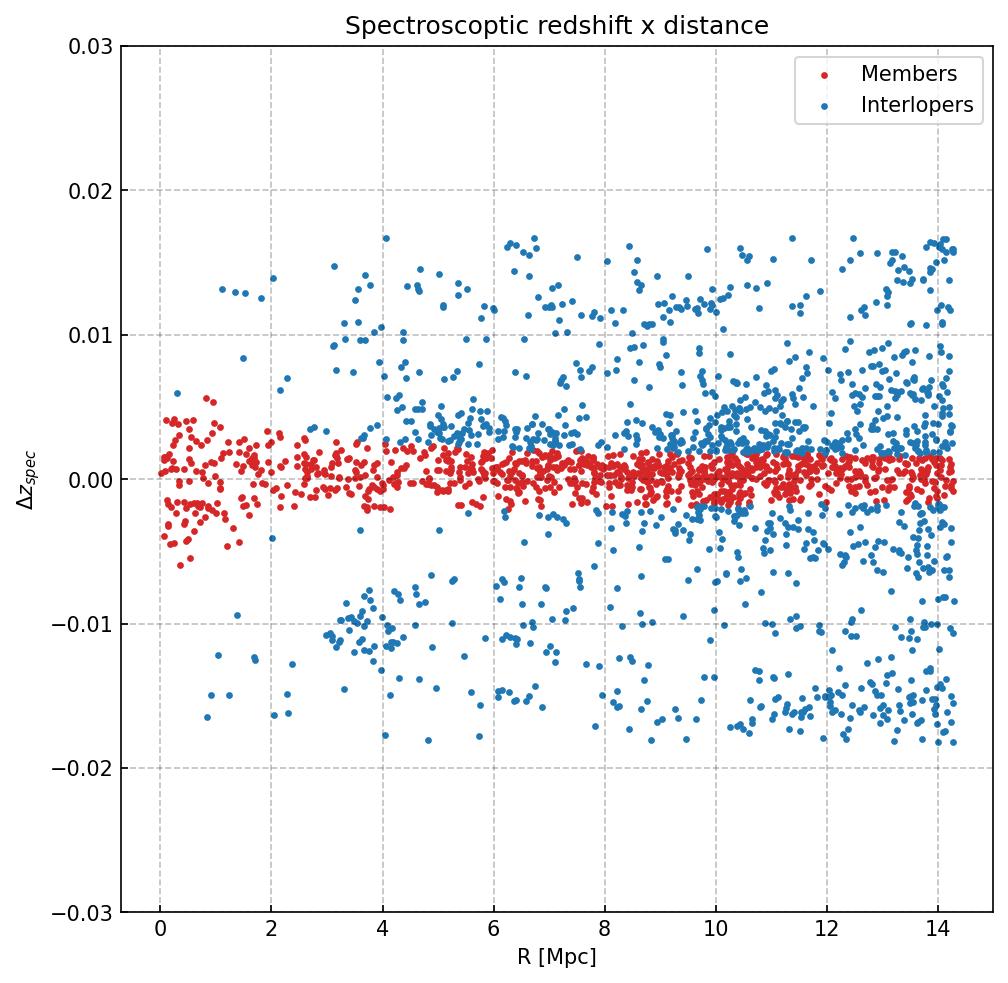 Spectroscoptic redshift x distance
Members
Interlopers
0.03
0.02
0.01
0.00
−0.01
−0.02
−0.03
Δz_spec
0 2 4 6 8 10 12 14
R [Mpc]